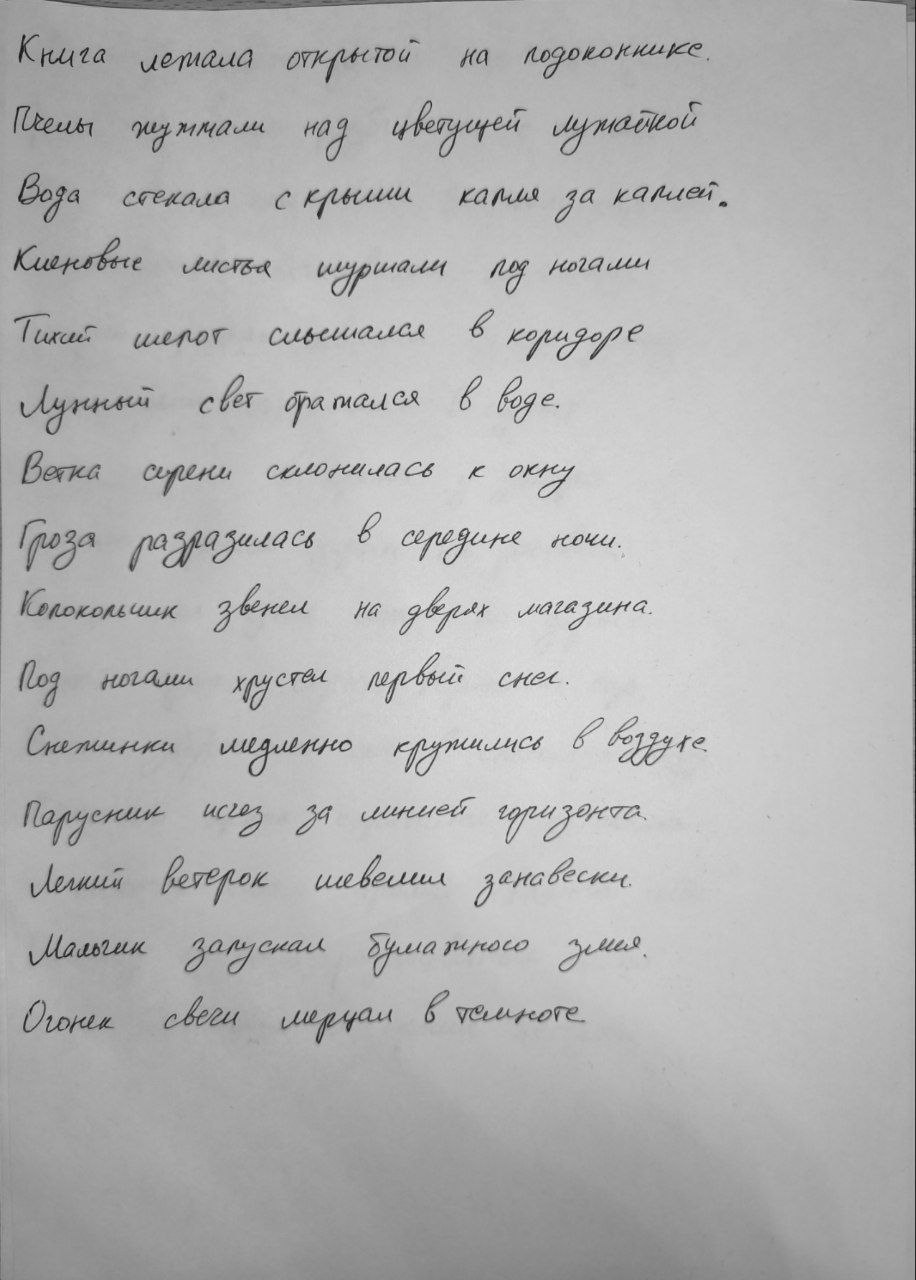 Книга лежала открытой на подоконнике.
Пчелы жужжали над цветущей лужайкой
Вода стекала с крыши капля за каплей.
Кленовые листья шуршали под ногами
Тихий шепот слышался в коридоре
Лунный свет отражался в воде.
Ветка сирени склонилась к окну
Гроза разразилась в середине ночи.
Колокольчик звенел на дверях магазина.
Под ногами хрустел первый снег.
Снежинки медленно кружились в воздухе.
Парусник исчез за линией горизонта.
Легкий ветерок шевелил занавески.
Мальчик запускал бумажного змея.
Огонек свечи мерцал в темноте